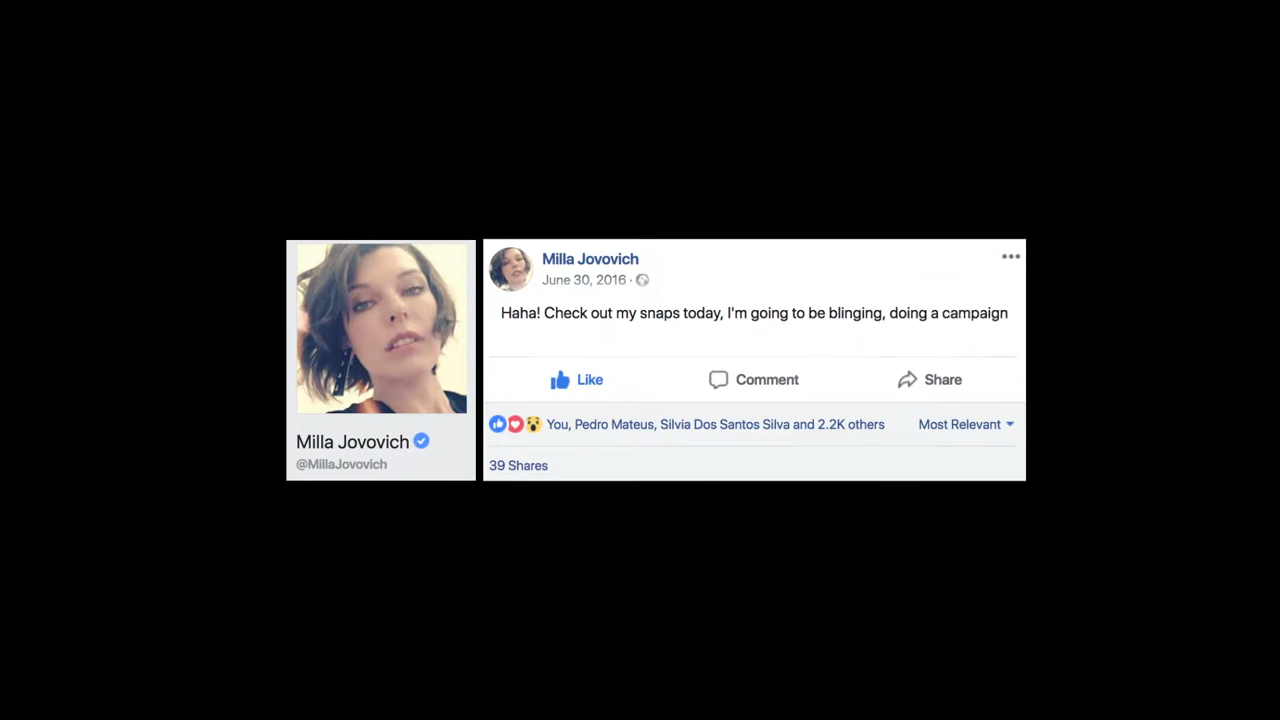 Milla Jovovich
@MillaJovovich
Milla Jovovich
June 30, 2016 ·
Haha! Check out my snaps today, I'm going to be blinging, doing a campaign
Like Comment Share
You, Pedro Mateus, Silvia Dos Santos Silva and 2.2K others Most Relevant
39 Shares